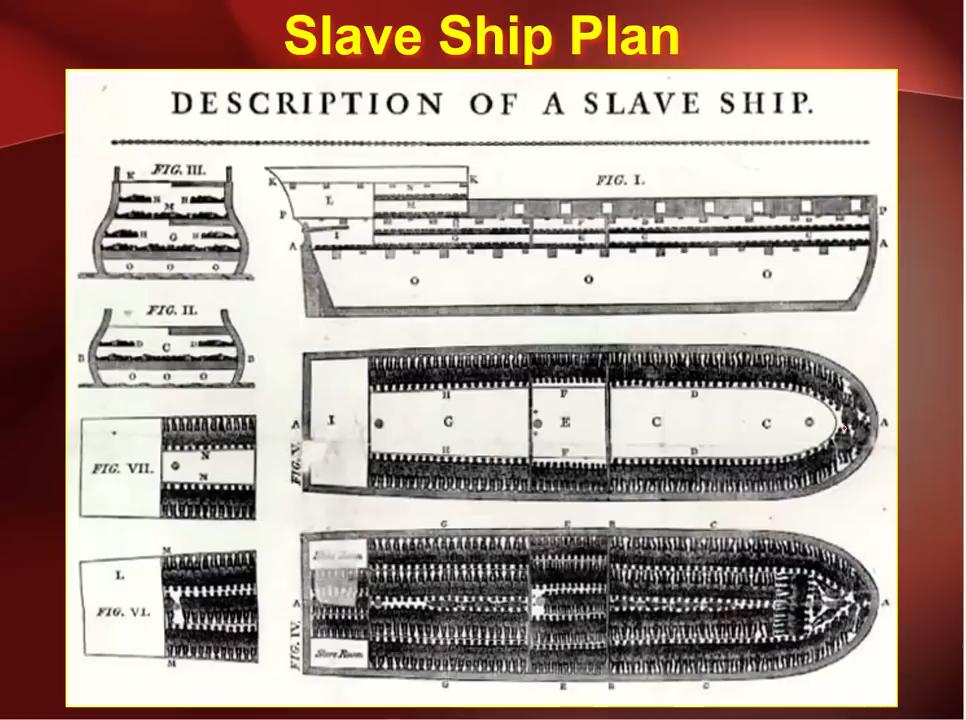 Slave Ship Plan
DESCRIPTION OF A SLAVE SHIP.
FIG. III.
K
M
G
H
H
O O O
FIG. I.
K
K
L
N
M
P
P
I
A
A
G
E
C
O O O
FIG. II.
D
C
D
B
B
O O O
FIG. VII.
N
N
FIG. V.
A
I
H
G
H
F
E
F
D
C
C
D
A
M
L
FIG. VI.
M
FIG. IV.
G
E
B
C
A
A
Store Room
G
E
B
C